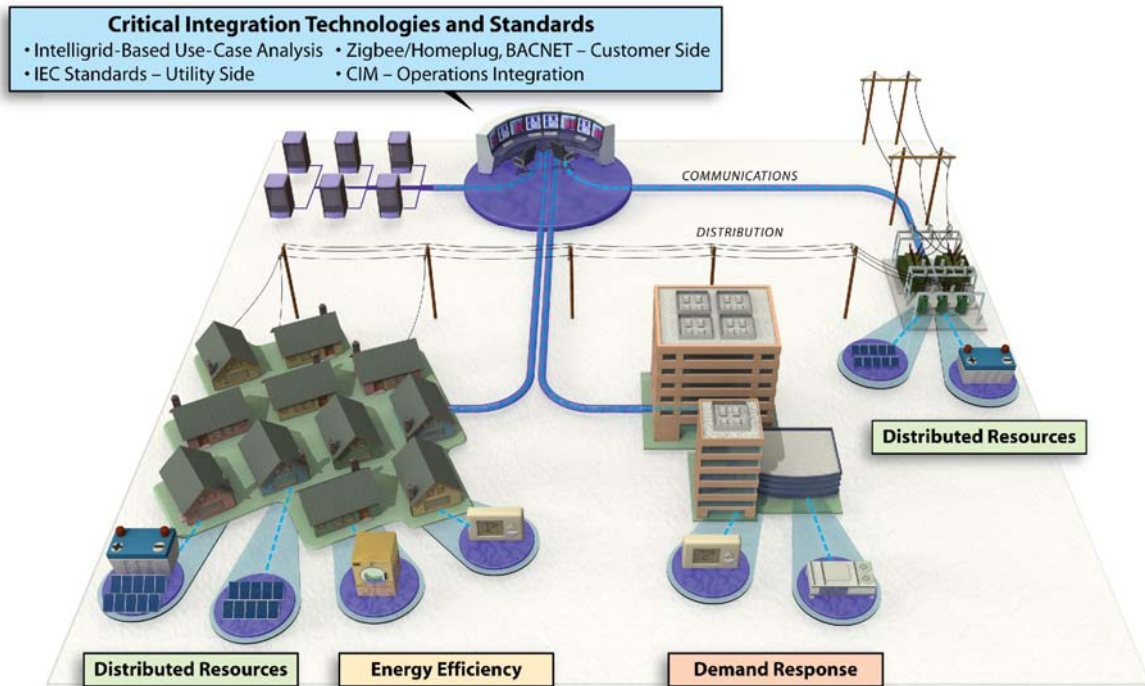 Critical Integration Technologies and Standards
• Intelligrid-Based Use-Case Analysis • Zigbee/Homeplug, BACNET – Customer Side
• IEC Standards – Utility Side • CIM – Operations Integration
COMMUNICATIONS
DISTRIBUTION
Distributed Resources
Distributed Resources
Energy Efficiency
Demand Response